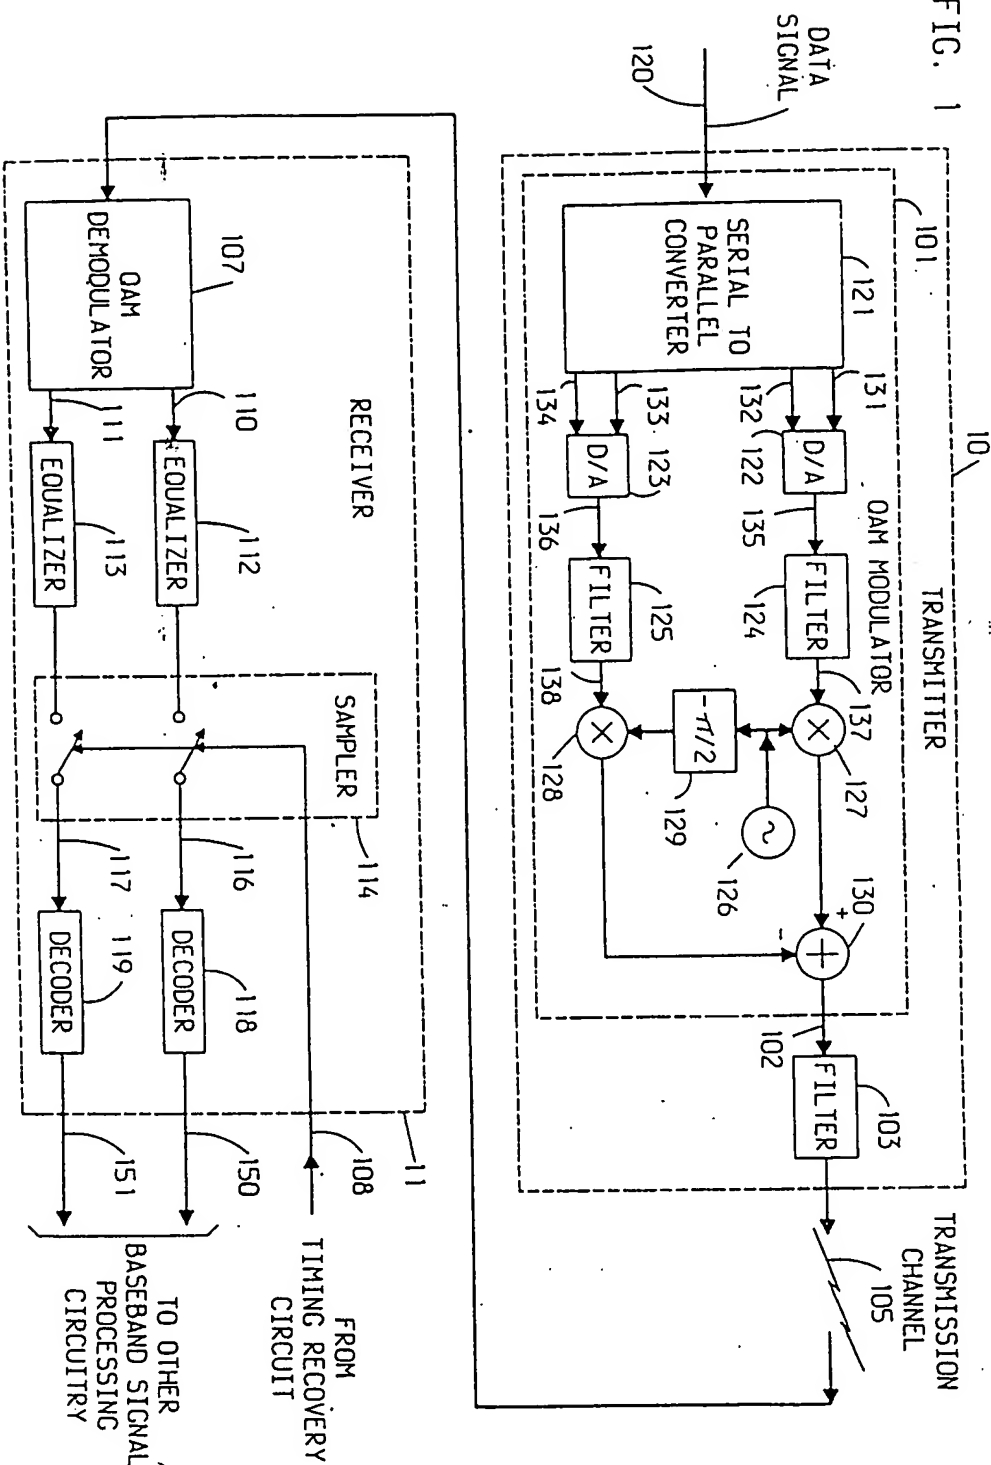 FIG. 1
10
TRANSMITTER
101
QAM MODULATOR
DATA
SIGNAL
120
121
SERIAL TO
PARALLEL
CONVERTER
131
132
133
134
D/A
122
D/A
123
135
136
FILTER
124
FILTER
125
137
138
×
127
×
128
-π/2
129
~
126
+
-
+
130
102
FILTER
103
TRANSMISSION
CHANNEL
105
RECEIVER
11
107
QAM
DEMODULATOR
110
111
EQUALIZER
112
EQUALIZER
113
SAMPLER
114
116
117
DECODER
118
DECODER
119
108
150
151
FROM
TIMING RECOVERY
CIRCUIT
TO OTHER
BASEBAND SIGNAL
PROCESSING
CIRCUITRY